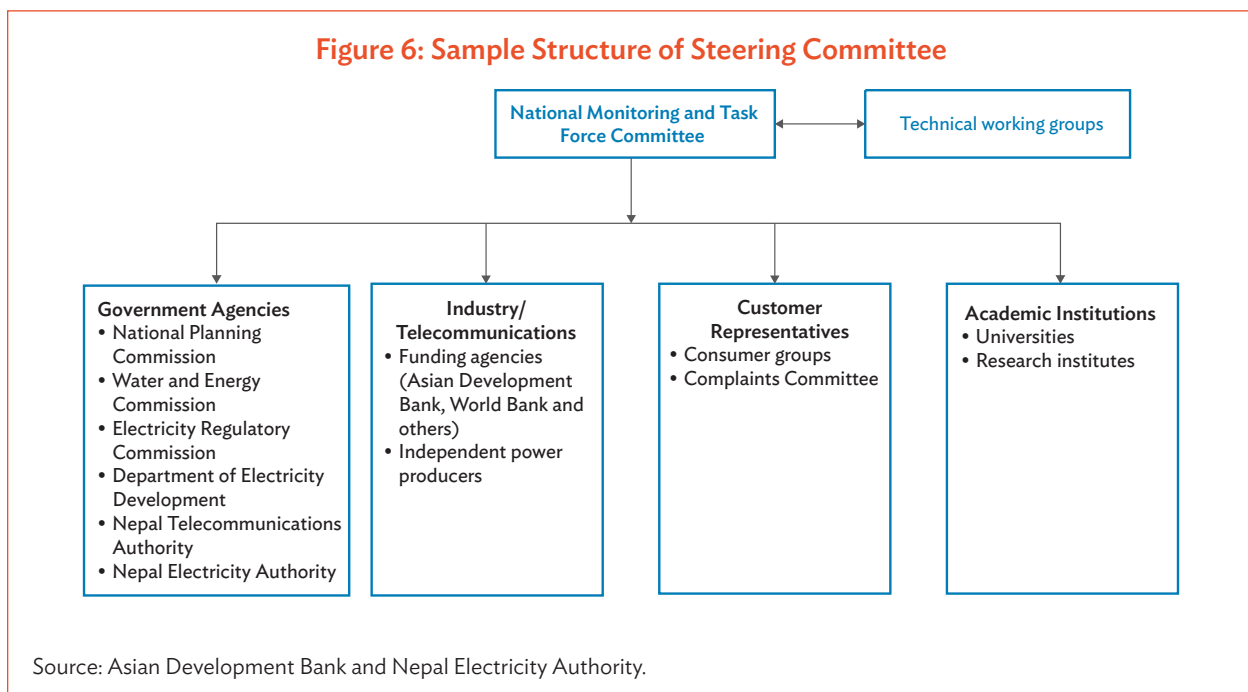 Figure 6: Sample Structure of Steering Committee
National Monitoring and Task
Force Committee
Technical working groups
Government Agencies
• National Planning
Commission
• Water and Energy
Commission
• Electricity Regulatory
Commission
• Department of Electricity
Development
• Nepal Telecommunications
Authority
• Nepal Electricity Authority
Industry/
Telecommunications
• Funding agencies
(Asian Development
Bank, World Bank and
others)
• Independent power
producers
Customer
Representatives
• Consumer groups
• Complaints Committee
Academic Institutions
• Universities
• Research institutes
Source: Asian Development Bank and Nepal Electricity Authority.